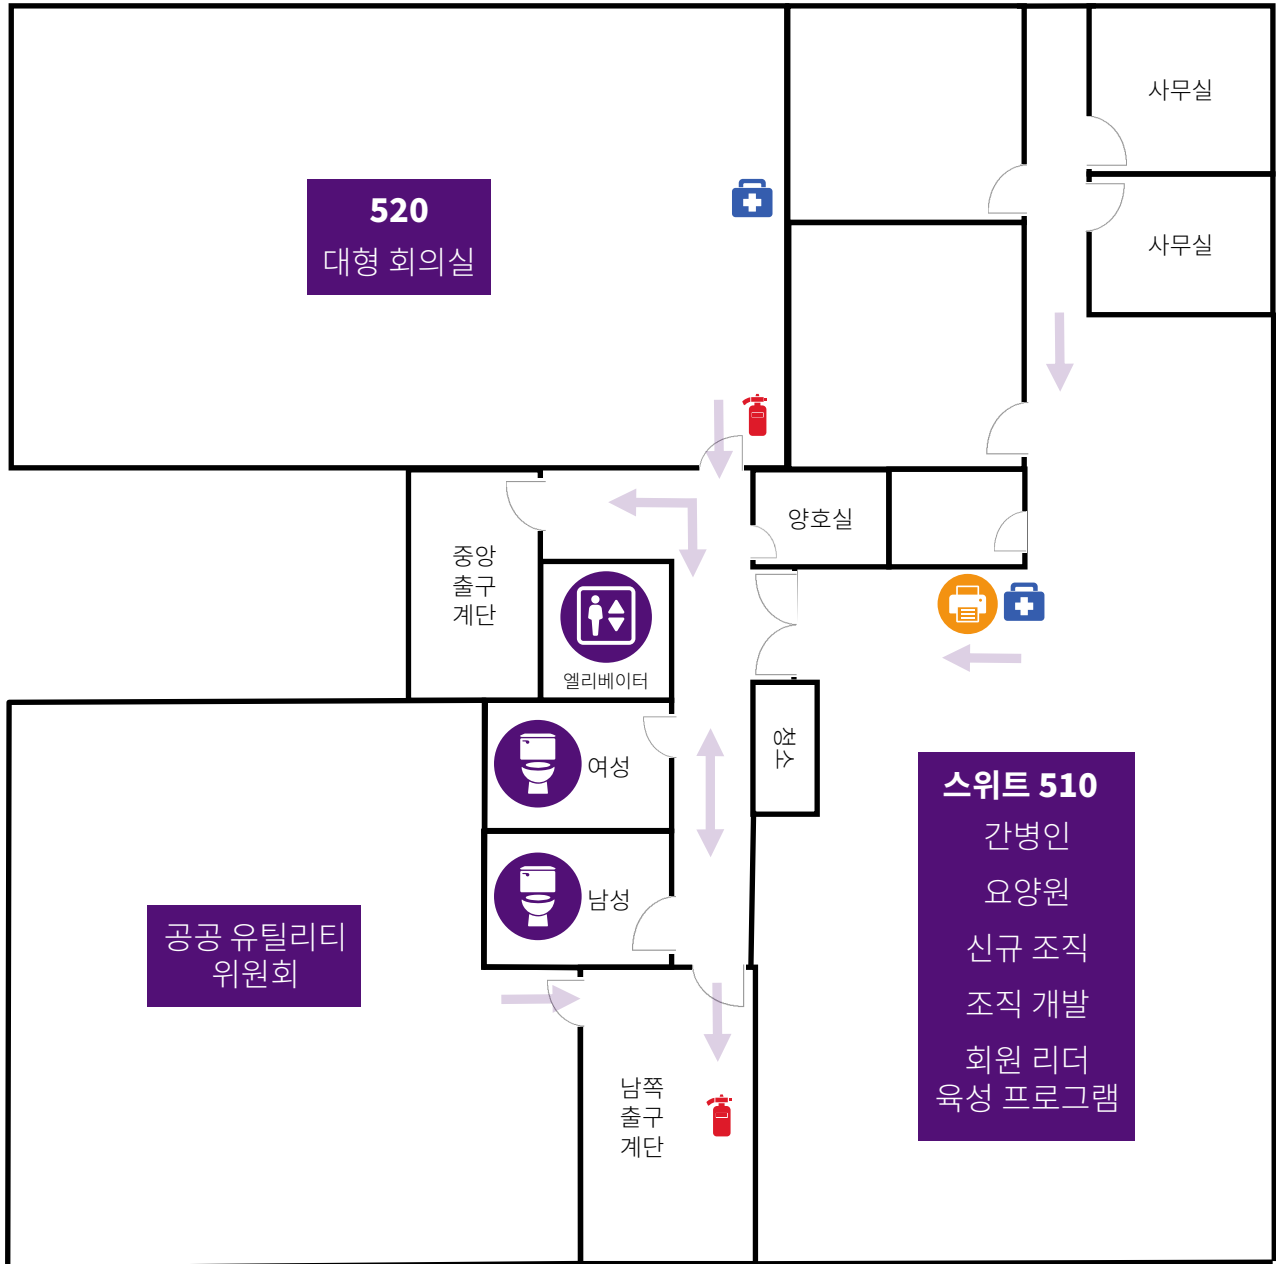 사무실
520
대형 회의실
사무실
양호실
중앙
출구
계단
엘리베이터
청소
여성
스위트 510
간병인
요양원
신규 조직
조직 개발
회원 리더
육성 프로그램
남성
공공 유틸리티
위원회
남쪽
출구
계단